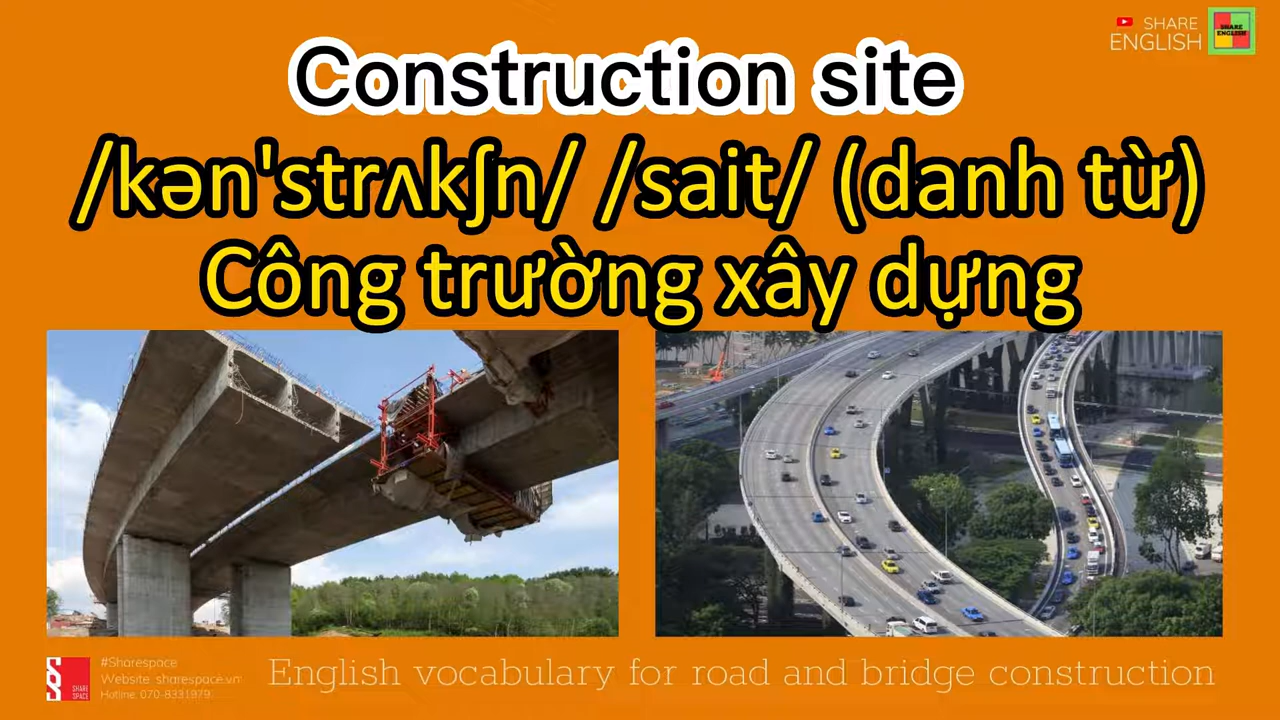 SHARE
ENGLISH
SHARE
ENGLISH
Construction site
/kən'strʌkʃn/ /sait/ (danh từ)
Công trường xây dựng
#Sharespace
Website: sharespace.vn
Hotline: 070-8331979
SHARE
SPACE
English vocabulary for road and bridge construction